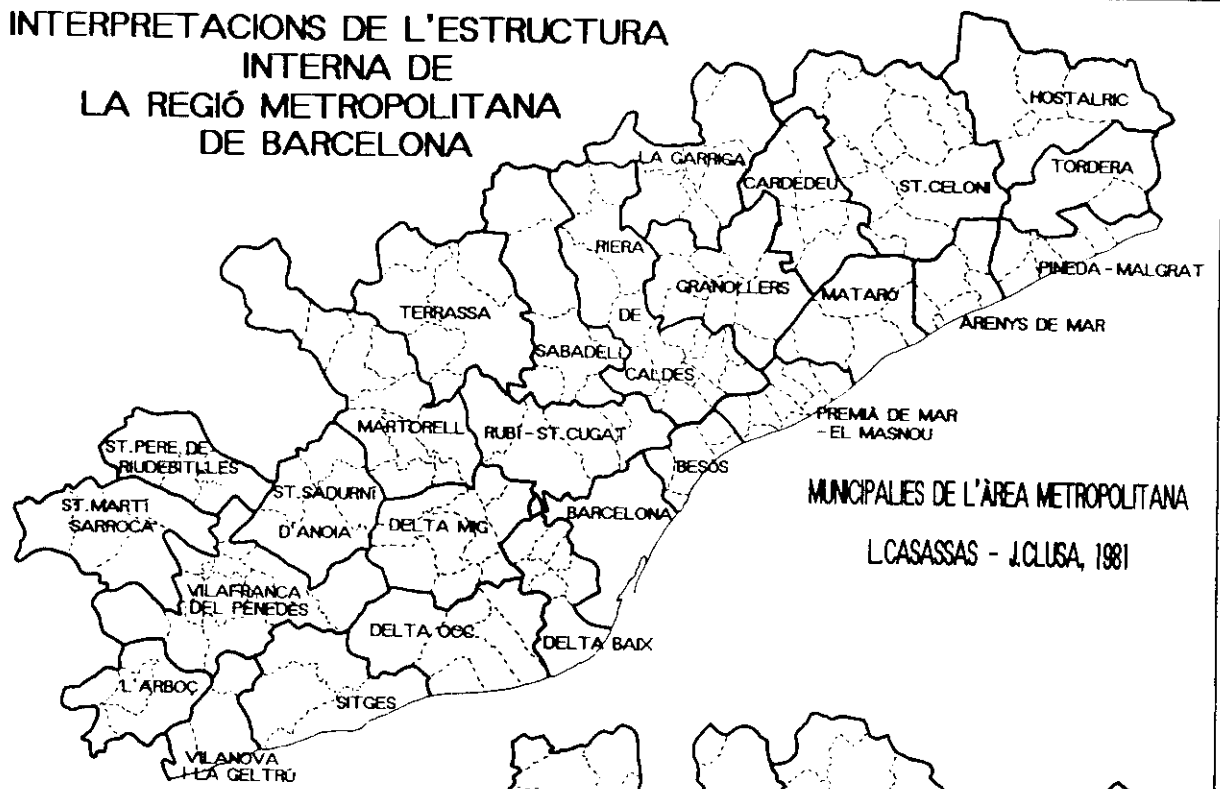 INTERPRETACIONS DE L'ESTRUCTURA
INTERNA DE
LA REGIÓ METROPOLITANA
DE BARCELONA
HOSTALRIC
LA GARRIGA
TORDERA
CARDEDEU
ST.CELONI
RIERA
DE
CALDES
PINEDA-MALGRAT
GRANOLLERS
MATARÓ
TERRASSA
ARENYS DE MAR
SABADELL
PREMIÀ DE MAR
-EL MASNOU
MARTORELL
RUBÍ-ST.CUGAT
ST.PERE DE
RIUDEBITLLES
BESÒS
ST.MARTÍ
SARROCA
ST.SADURNÍ
D'ANOIA
MUNICIPALIES DE L'ÀREA METROPOLITANA
BARCELONA
DELTA MIG
L.CASASSAS - J.CLUSA, 1981
VILAFRANCA
DEL PENEDÈS
DELTA OCC.
DELTA BAIX
L'ARBOÇ
SITGES
VILANOVA
I LA GELTRÚ